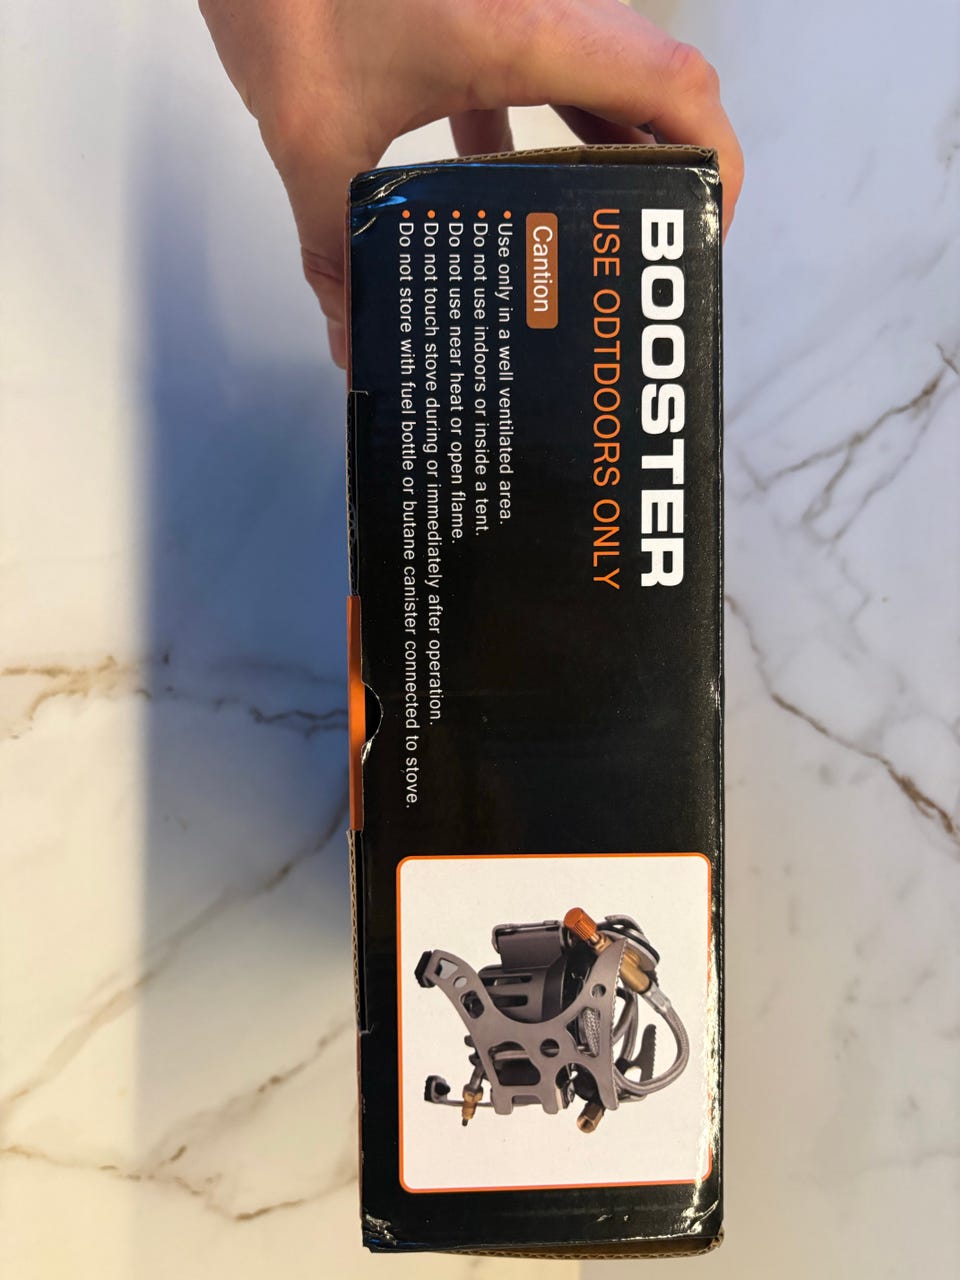 BOOSTER
USE ODTDOORS ONLY
Cantion
• Use only in a well ventilated area.
• Do not use indoors or inside a tent.
• Do not use near heat or open flame.
• Do not touch stove during or immediately after operation.
• Do not store with fuel bottle or butane canister connected to stove.